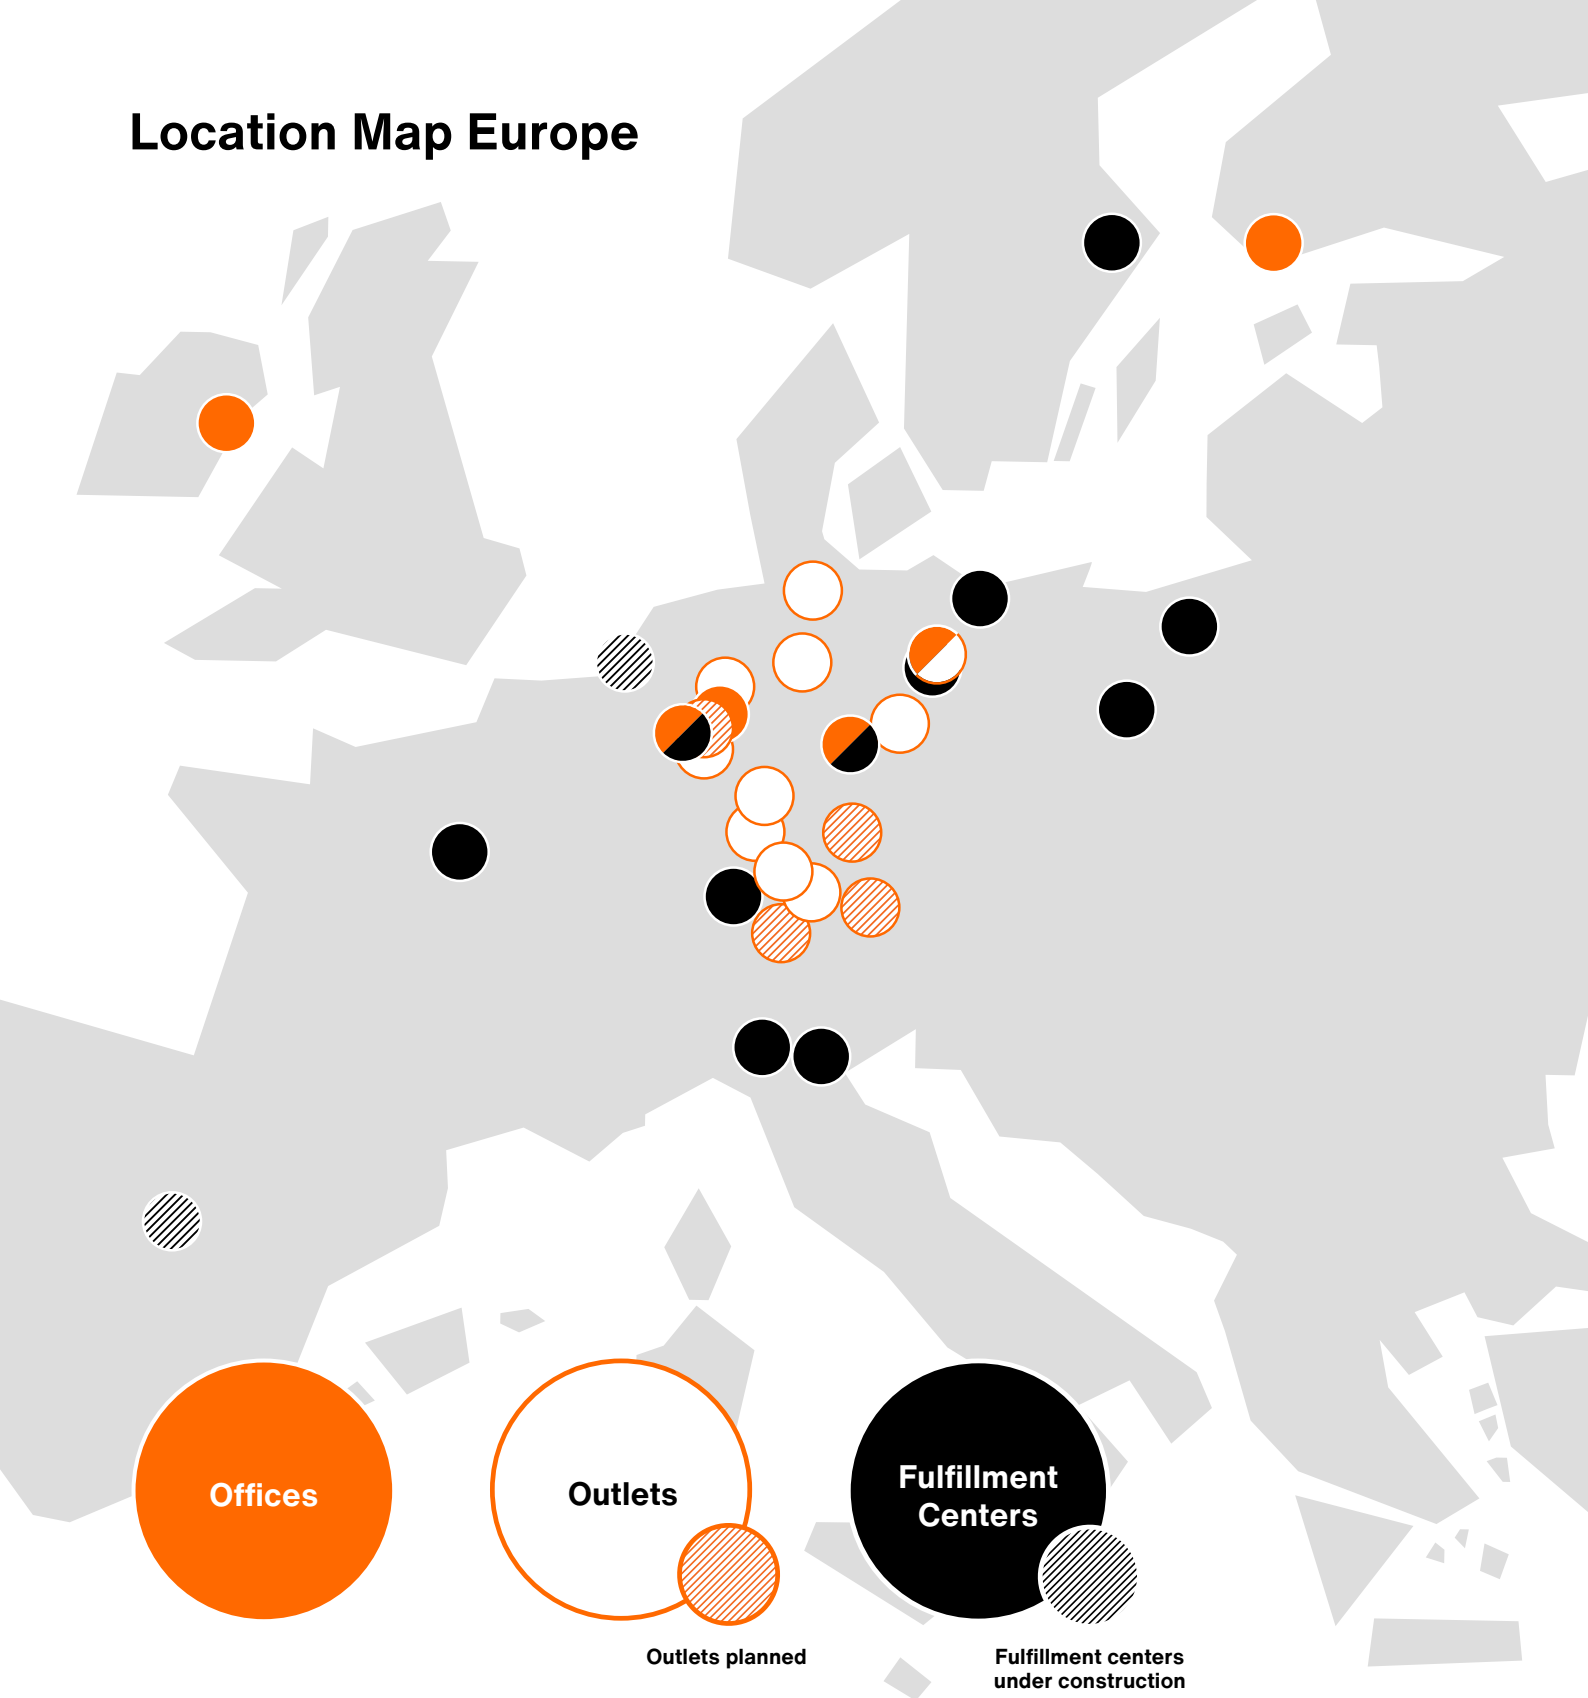 Location Map Europe
Offices
Outlets
Fulfillment
Centers
Outlets planned
Fulfillment centers
under construction